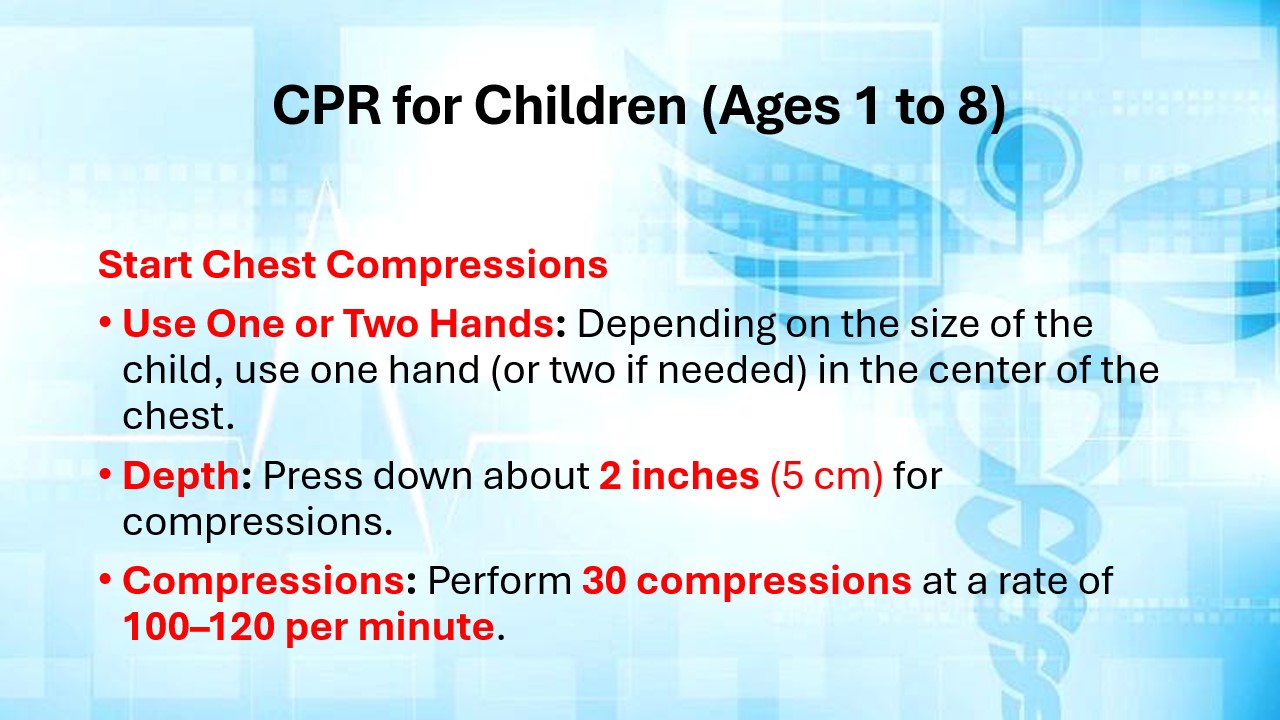 CPR for Children (Ages 1 to 8)
Start Chest Compressions
• Use One or Two Hands: Depending on the size of the
child, use one hand (or two if needed) in the center of the
chest.
• Depth: Press down about 2 inches (5 cm) for
compressions.
• Compressions: Perform 30 compressions at a rate of
100–120 per minute.